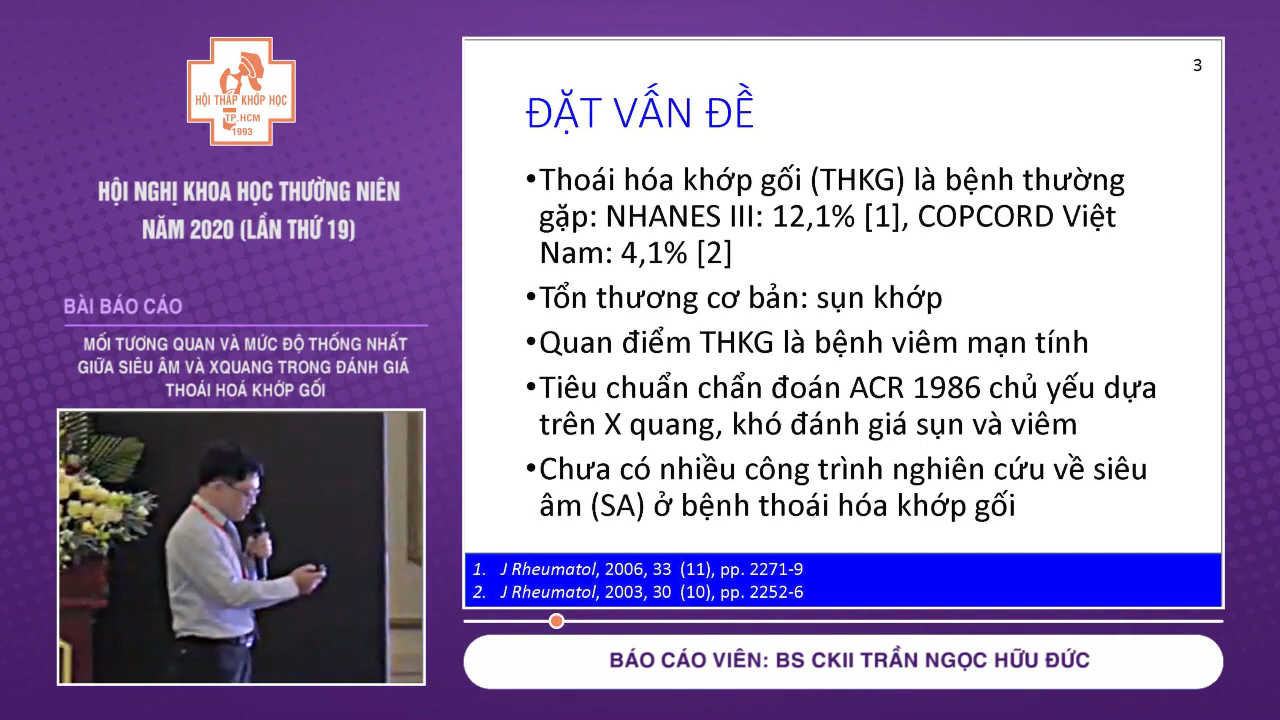 HỘI THẤP KHỚP HỌC
TP.HCM
1993
HỘI NGHỊ KHOA HỌC THƯỜNG NIÊN
NĂM 2020 (LẦN THỨ 19)
BÀI BÁO CÁO
MỐI TƯƠNG QUAN VÀ MỨC ĐỘ THỐNG NHẤT
GIỮA SIÊU ÂM VÀ XQUANG TRONG ĐÁNH GIÁ
THOÁI HOÁ KHỚP GỐI
3
ĐẶT VẤN ĐỀ
•Thoái hóa khớp gối (THKG) là bệnh thường
gặp: NHANES III: 12,1% [1], COPCORD Việt
Nam: 4,1% [2]
•Tổn thương cơ bản: sụn khớp
•Quan điểm THKG là bệnh viêm mạn tính
•Tiêu chuẩn chẩn đoán ACR 1986 chủ yếu dựa
trên X quang, khó đánh giá sụn và viêm
•Chưa có nhiều công trình nghiên cứu về siêu
âm (SA) ở bệnh thoái hóa khớp gối
1. J Rheumatol, 2006, 33 (11), pp. 2271-9
2. J Rheumatol, 2003, 30 (10), pp. 2252-6
BÁO CÁO VIÊN: BS CKII TRẦN NGỌC HỮU ĐỨC